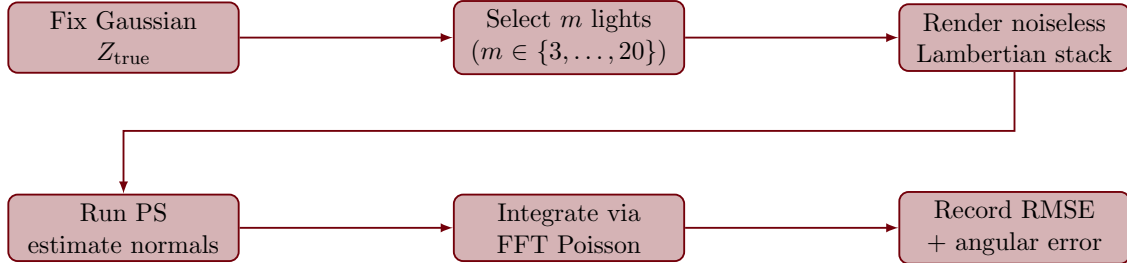 Fix Gaussian
Z_true
Select m lights
(m ∈ {3, . . . , 20})
Render noiseless
Lambertian stack
Run PS
estimate normals
Integrate via
FFT Poisson
Record RMSE
+ angular error